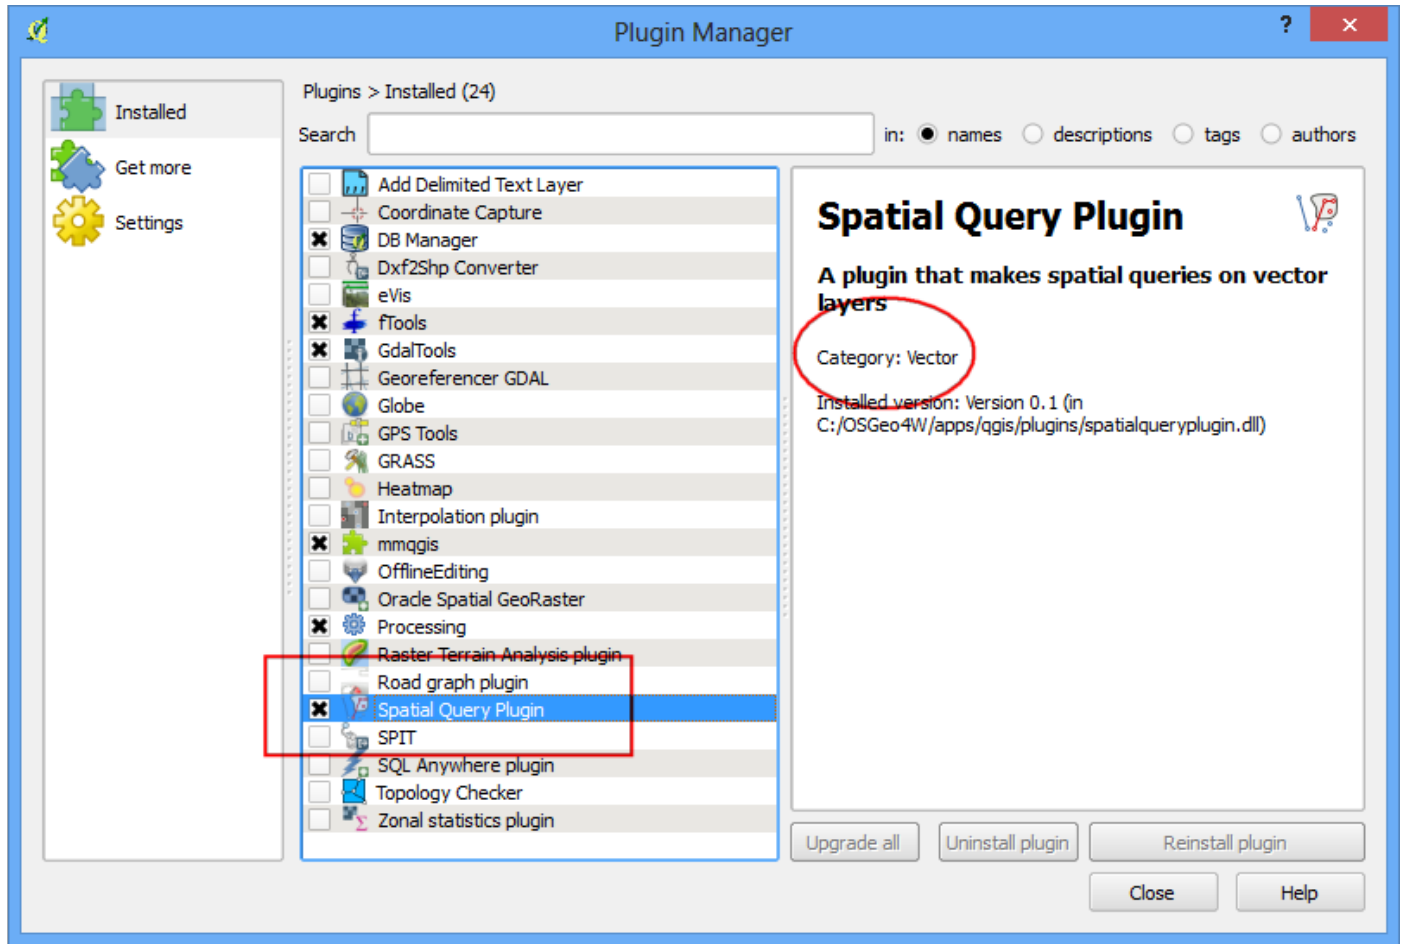 Plugin Manager
?
Installed
Get more
Settings
Plugins > Installed (24)
Search
in: names descriptions tags authors
Add Delimited Text Layer
Coordinate Capture
DB Manager
Dxf2Shp Converter
eVis
fTools
GdalTools
Georeferencer GDAL
Globe
GPS Tools
GRASS
Heatmap
Interpolation plugin
mmqgis
OfflineEditing
Oracle Spatial GeoRaster
Processing
Raster Terrain Analysis plugin
Road graph plugin
Spatial Query Plugin
SPIT
SQL Anywhere plugin
Topology Checker
Zonal statistics plugin
Spatial Query Plugin
A plugin that makes spatial queries on vector
layers
Category: Vector
Installed version: Version 0.1 (in
C:/OSGeo4W/apps/qgis/plugins/spatialqueryplugin.dll)
Upgrade all
Uninstall plugin
Reinstall plugin
Close
Help